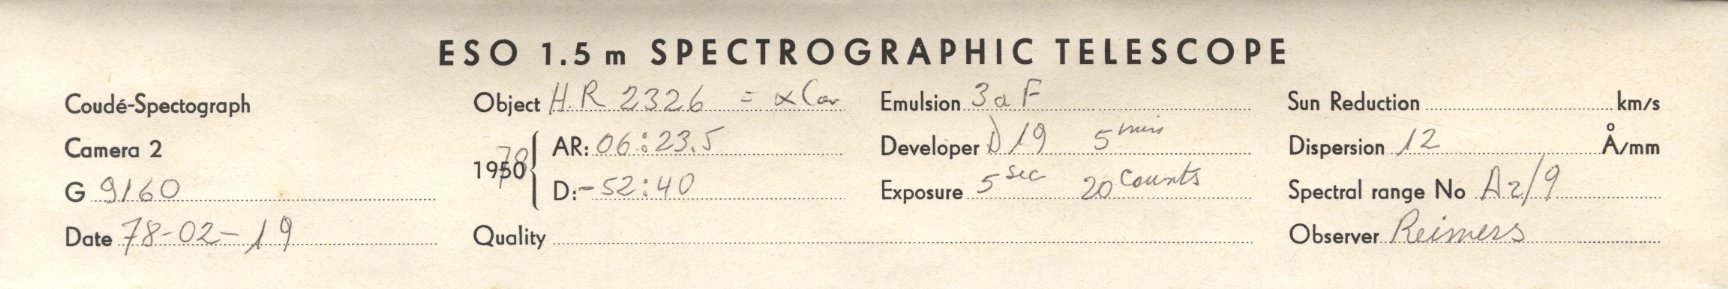 ESO 1.5 m SPECTROGRAPHIC TELESCOPE
Coudé-Spectograph Object HR 2326 = α Car Emulsion 3aF Sun Reduction km/s
Camera 2 1950 70 AR: 06:23.5 Developer D19 5 min Dispersion 12 Å/mm
G 9160 D: -52:40 Exposure 5 sec 20 counts Spectral range No Az/9
Date 78-02-19 Quality Observer Reimers